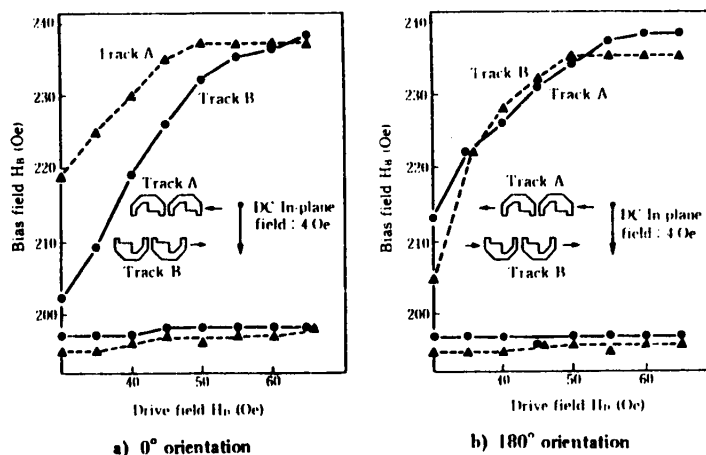 240
230
220
210
200
Bias field H_B (Oe)
Track A
Track B
Track A
Track B
DC In-plane
field : 4 Oe
40
50
60
Drive field H_D (Oe)
a) 0° orientation
240
230
220
210
200
Bias field H_B (Oe)
Track B
Track A
Track A
Track B
DC In-plane
field : 4 Oe
40
50
60
Drive field H_D (Oe)
b) 180° orientation